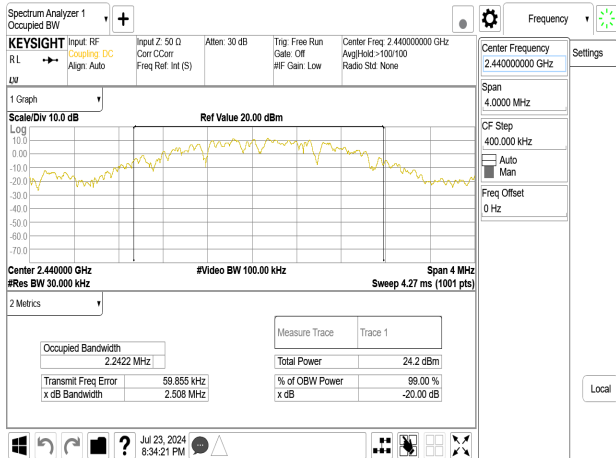 Spectrum Analyzer 1
Occupied BW
Frequency
KEYSIGHT
R L
Input: RF
Coupling: DC
Align: Auto
Input Z: 50 Ω
Corr CCorr
Freq Ref: Int (S)
Atten: 30 dB
Trig: Free Run
Gate: Off
#IF Gain: Low
Center Freq: 2.440000000 GHz
Avg|Hold:>100/100
Radio Std: None
LXI
1 Graph
Scale/Div 10.0 dB
Ref Value 20.00 dBm
Log
10.0
0.00
-10.0
-20.0
-30.0
-40.0
-50.0
-60.0
-70.0
Center 2.440000 GHz
#Video BW 100.00 kHz
Span 4 MHz
#Res BW 30.000 kHz
Sweep 4.27 ms (1001 pts)
2 Metrics
Measure Trace
Trace 1
Occupied Bandwidth
2.2422 MHz
Total Power
24.2 dBm
Transmit Freq Error
59.855 kHz
% of OBW Power
99.00 %
x dB Bandwidth
2.508 MHz
x dB
-20.00 dB
Center Frequency
2.440000000 GHz
Settings
Span
4.0000 MHz
CF Step
400.000 kHz
Auto
Man
Freq Offset
0 Hz
Local
?
Jul 23, 2024
8:34:21 PM